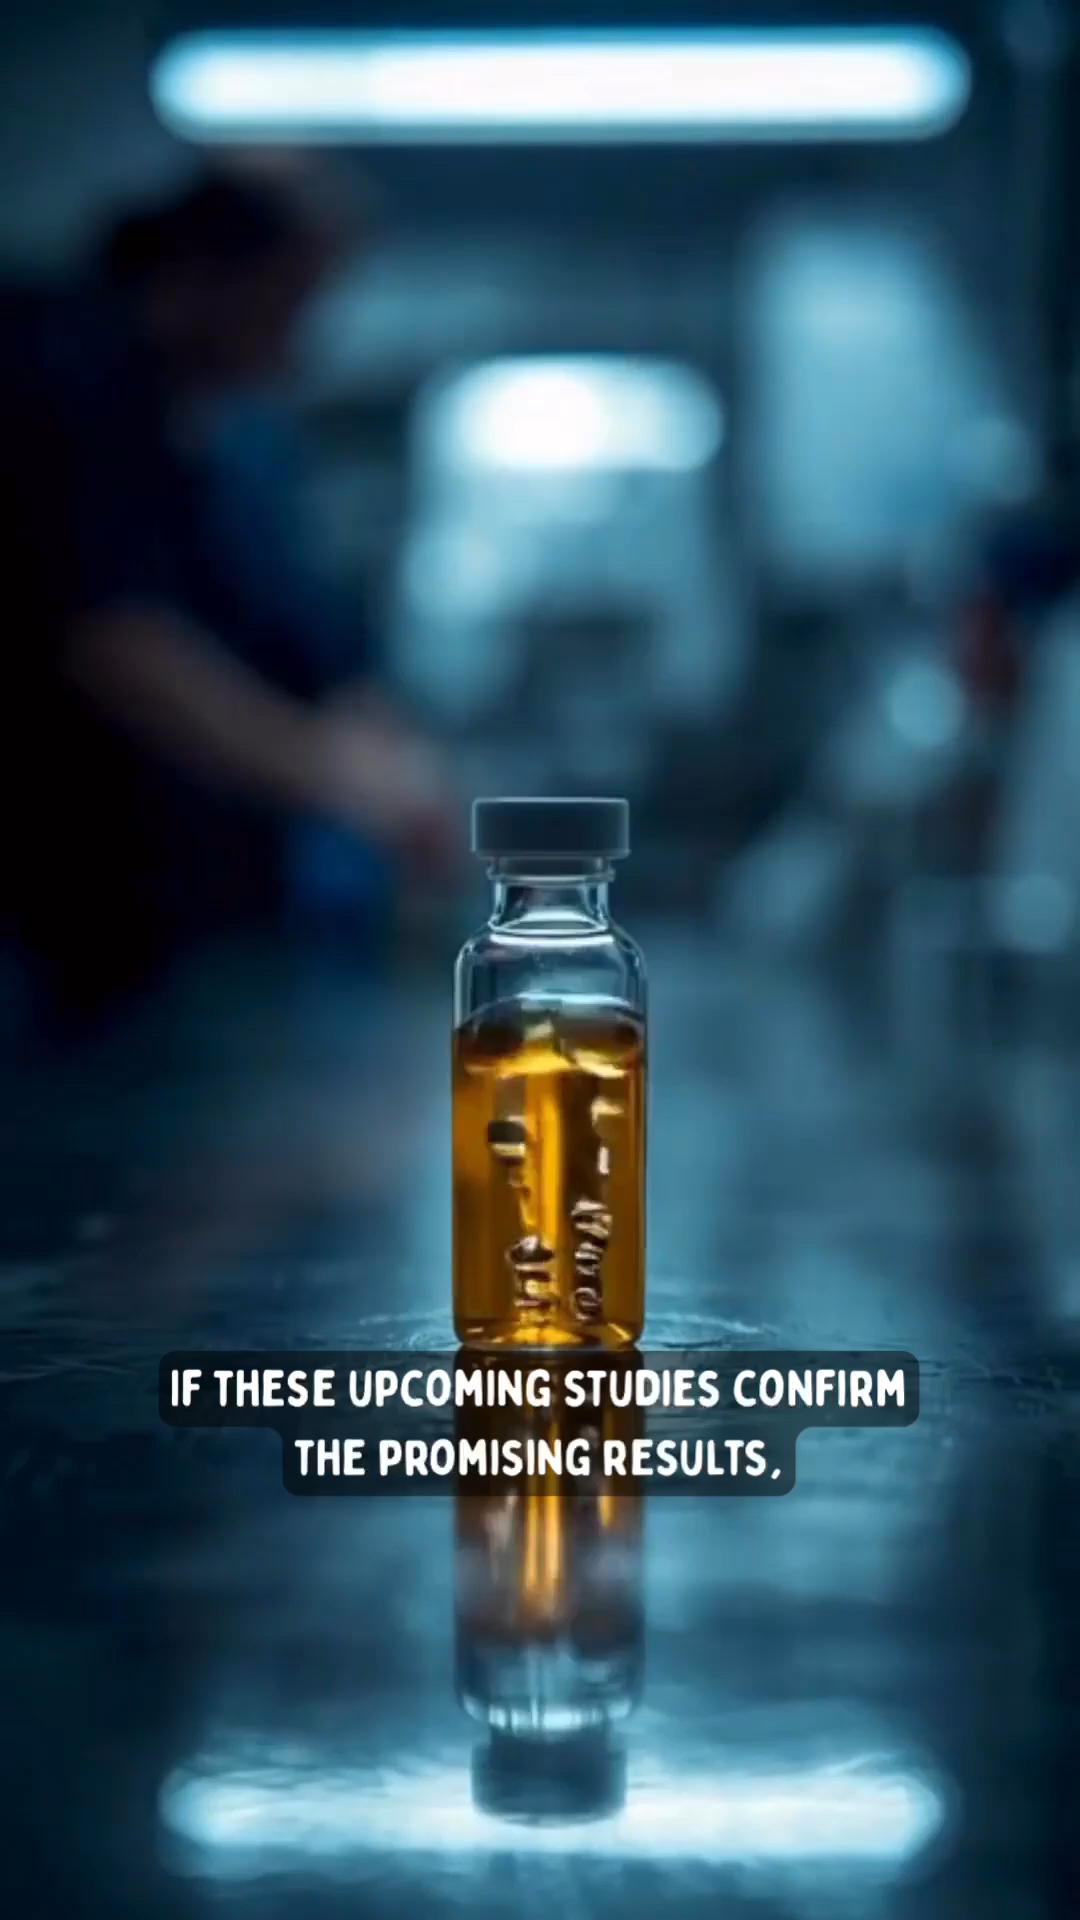 IF THESE UPCOMING STUDIES CONFIRM
THE PROMISING RESULTS,